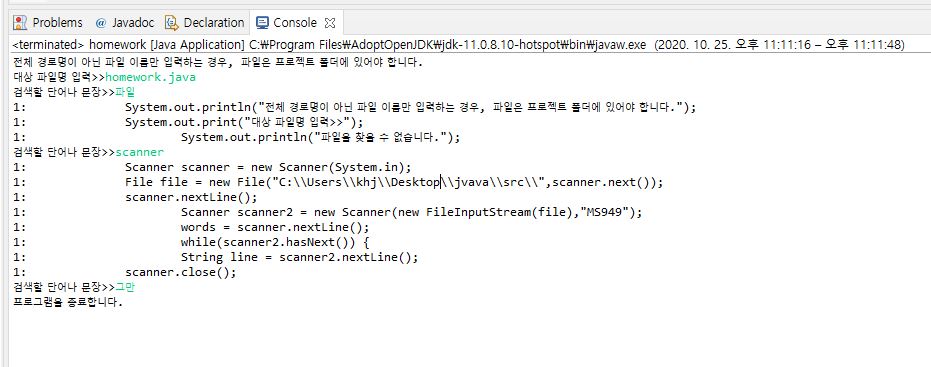 Problems @ Javadoc Declaration Console
<terminated> homework [Java Application] C:₩Program Files₩AdoptOpenJDK₩jdk-11.0.8.10-hotspot₩bin₩javaw.exe (2020. 10. 25. 오후 11:11:16 – 오후 11:11:48)
전체 경로명이 아닌 파일 이름만 입력하는 경우, 파일은 프로젝트 폴더에 있어야 합니다.
대상 파일명 입력>>homework.java
검색할 단어나 문장>>파일
1: System.out.println("전체 경로명이 아닌 파일 이름만 입력하는 경우, 파일은 프로젝트 폴더에 있어야 합니다.");
1: System.out.print("대상 파일명 입력>>");
1: System.out.println("파일을 찾을 수 없습니다.");
검색할 단어나 문장>>scanner
1: Scanner scanner = new Scanner(System.in);
1: File file = new File("C:\\Users\\khj\\Desktop\\jvava\\src\\",scanner.next());
1: scanner.nextLine();
1: Scanner scanner2 = new Scanner(new FileInputStream(file),"MS949");
1: words = scanner.nextLine();
1: while(scanner2.hasNext()) {
1: String line = scanner2.nextLine();
1: scanner.close();
검색할 단어나 문장>>그만
프로그램을 종료합니다.